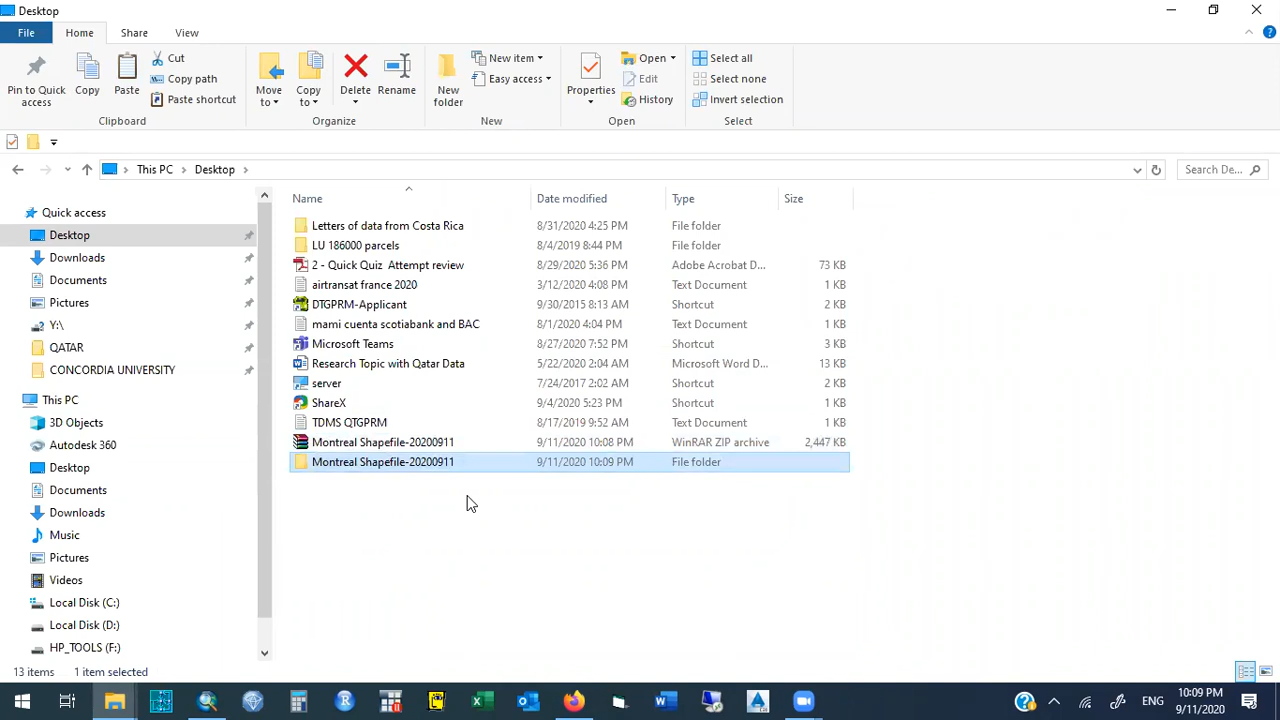 Desktop
File Home Share View
Pin to Quick access
Copy
Paste
Cut
Copy path
Paste shortcut
Clipboard
Move to
Copy to
Delete
Rename
Organize
New folder
New item
Easy access
New
Properties
Open
Edit
History
Open
Select all
Select none
Invert selection
Select
This PC > Desktop >
Search De...
Name Date modified Type Size
Quick access
Desktop
Downloads
Documents
Pictures
Y:\
QATAR
CONCORDIA UNIVERSITY
This PC
3D Objects
Autodesk 360
Desktop
Documents
Downloads
Music
Pictures
Videos
Local Disk (C:)
Local Disk (D:)
HP_TOOLS (F:)
Letters of data from Costa Rica 8/31/2020 4:25 PM File folder
LU 186000 parcels 8/4/2019 8:44 PM File folder
2 - Quick Quiz Attempt review 8/29/2020 5:36 PM Adobe Acrobat D... 73 KB
airtransat france 2020 3/12/2020 4:08 PM Text Document 1 KB
DTGPRM-Applicant 9/30/2015 8:13 AM Shortcut 2 KB
mami cuenta scotiabank and BAC 8/1/2020 4:04 PM Text Document 1 KB
Microsoft Teams 8/27/2020 7:52 PM Shortcut 3 KB
Research Topic with Qatar Data 5/22/2020 2:04 AM Microsoft Word D... 13 KB
server 7/24/2017 2:02 AM Shortcut 2 KB
ShareX 9/4/2020 5:23 PM Shortcut 2 KB
TDMS QTGPRM 8/17/2019 9:52 AM Text Document 1 KB
Montreal Shapefile-20200911 9/11/2020 10:08 PM WinRAR ZIP archive 2,447 KB
Montreal Shapefile-20200911 9/11/2020 10:09 PM File folder
13 items 1 item selected
ENG
10:09 PM
9/11/2020